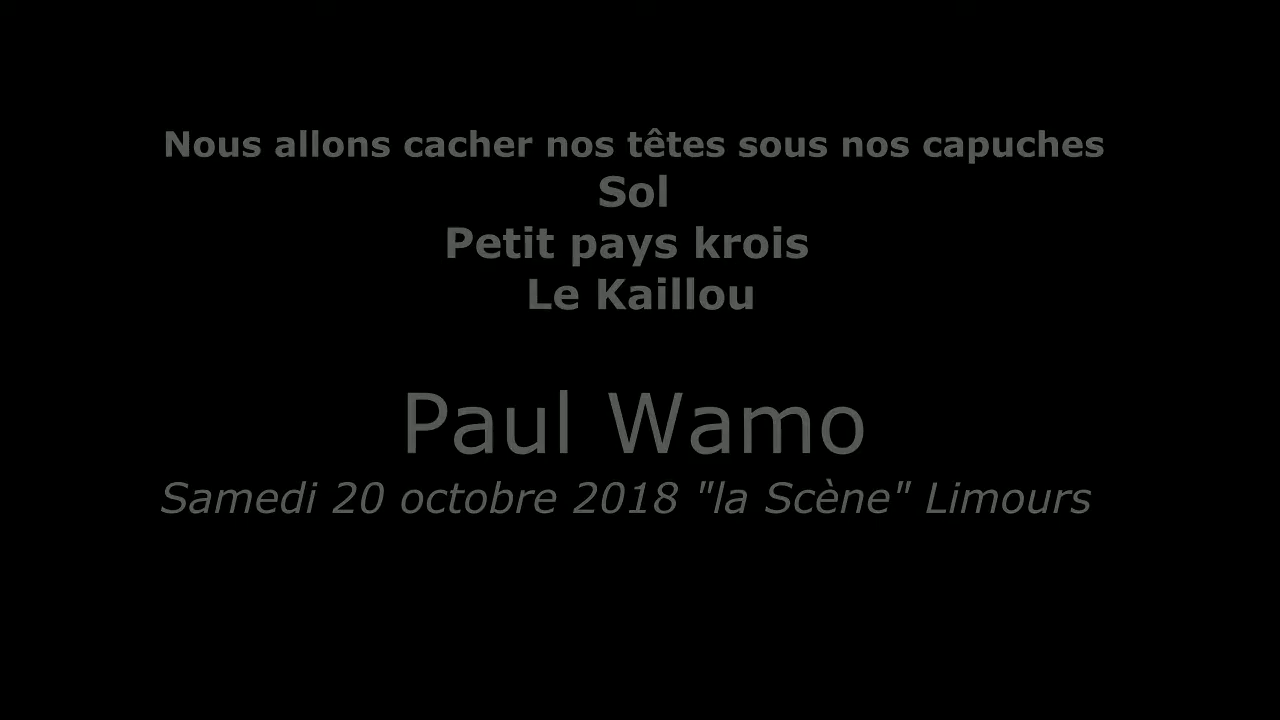 Nous allons cacher nos têtes sous nos capuches
Sol
Petit pays krois
Le Kaillou
Paul Wamo
Samedi 20 octobre 2018 "la Scène" Limours